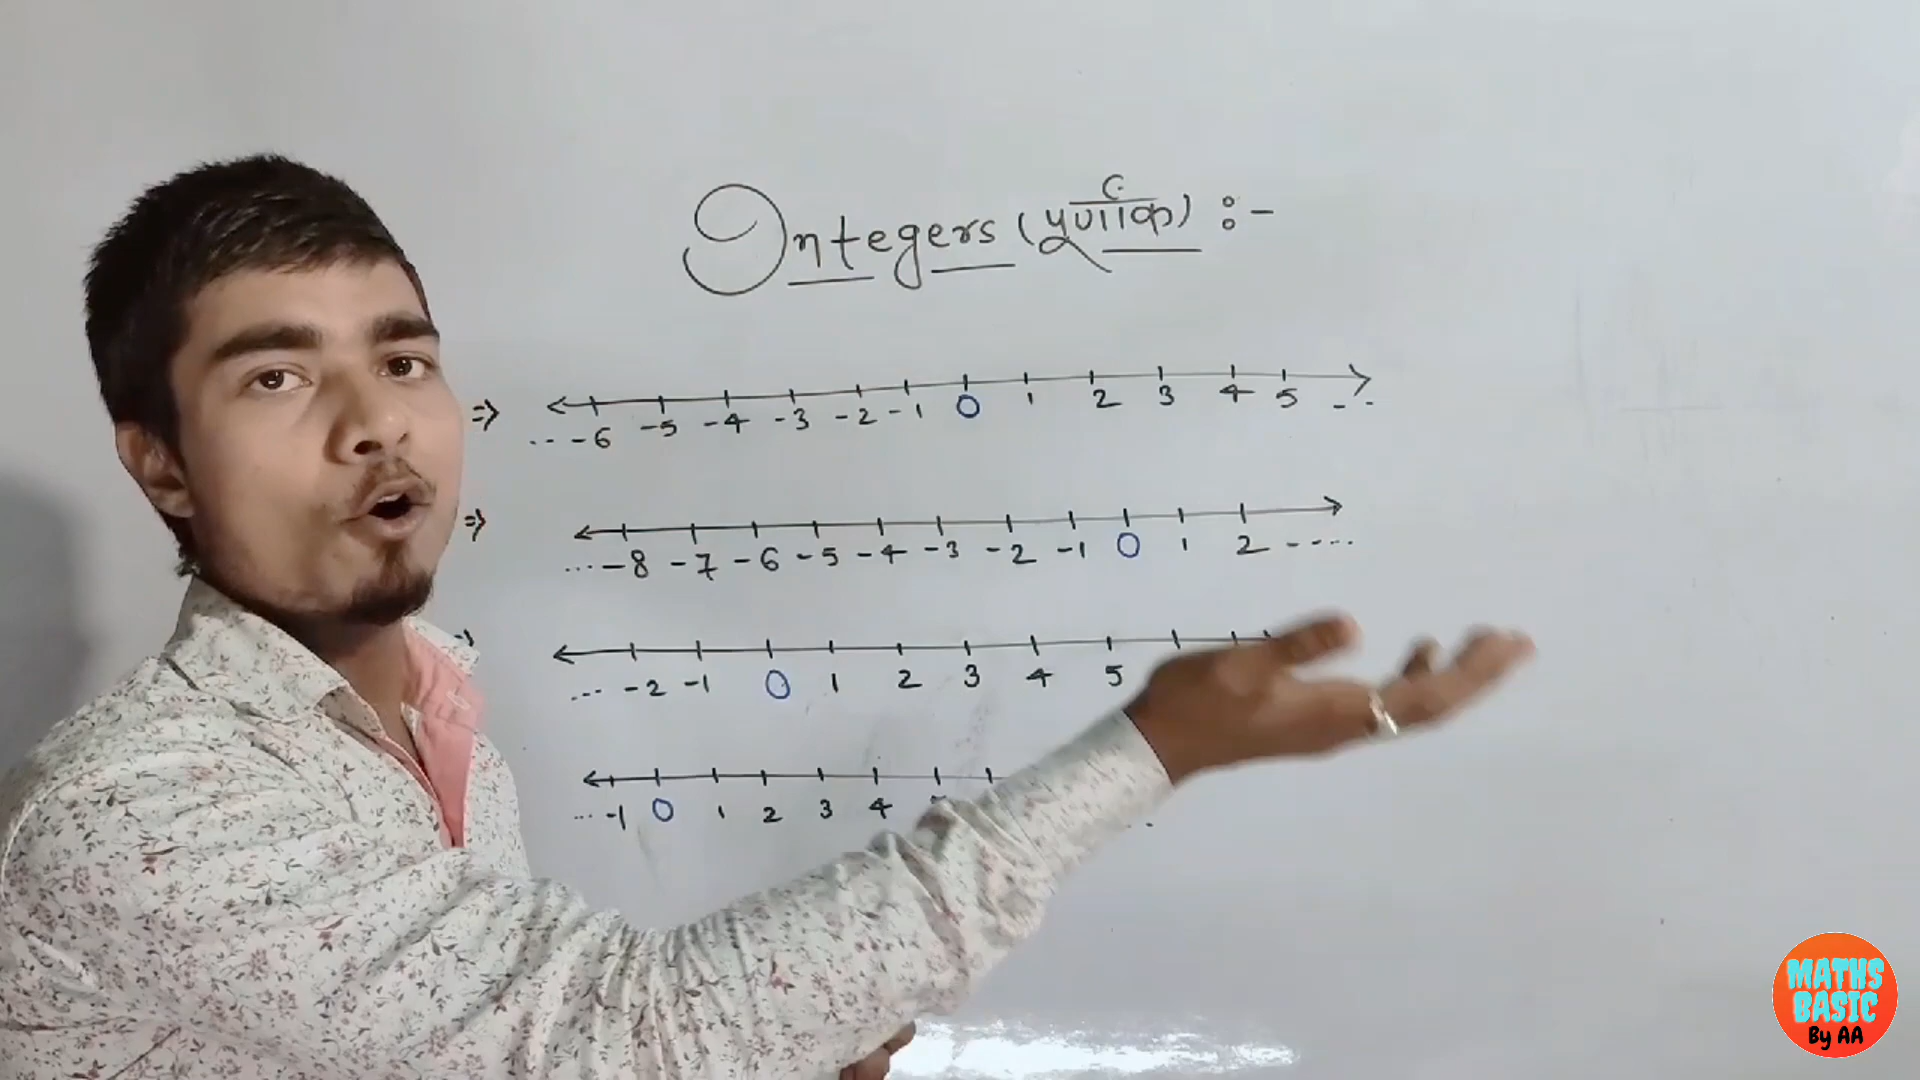 Integers (पूर्णांक) :-
=> ... -6 -5 -4 -3 -2 -1 0 1 2 3 4 5 - - -
=> ... -8 -7 -6 -5 -4 -3 -2 -1 0 1 2 - - - -
... -2 -1 0 1 2 3 4 5
... -1 0 1 2 3 4
MATHS
BASIC
By AA